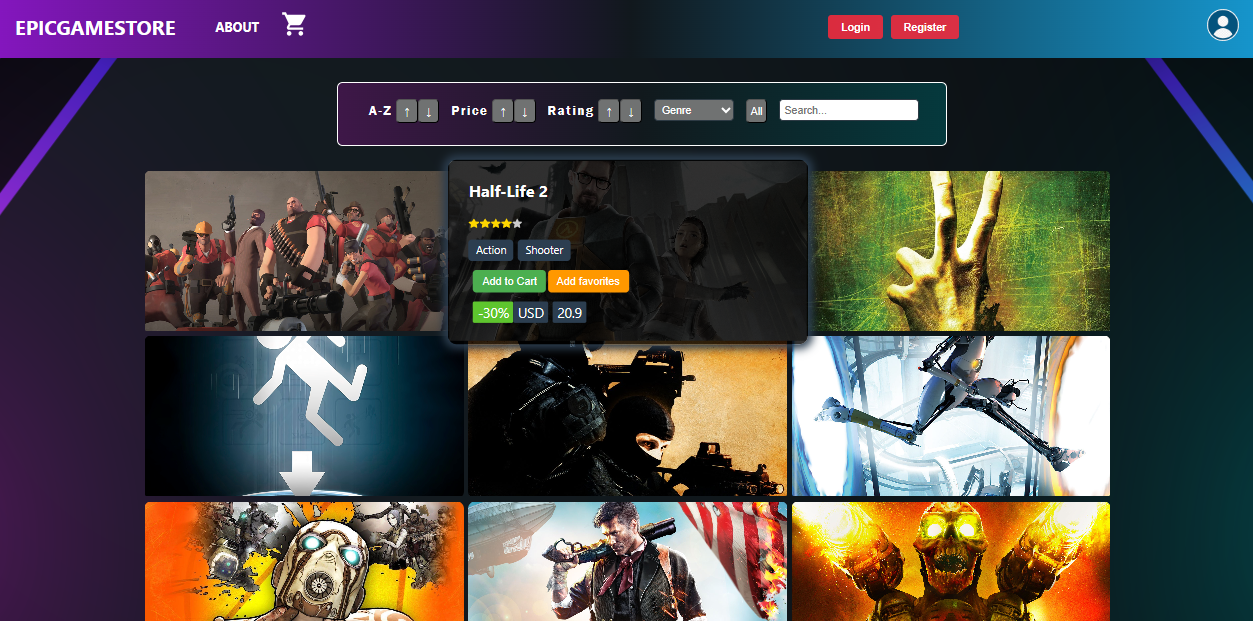 EPICGAMESTORE ABOUT Login Register
A-Z ↑ ↓ Price ↑ ↓ Rating ↑ ↓ Genre All Search...
Half-Life 2
Action Shooter
Add to Cart Add favorites
-30% USD 20.9